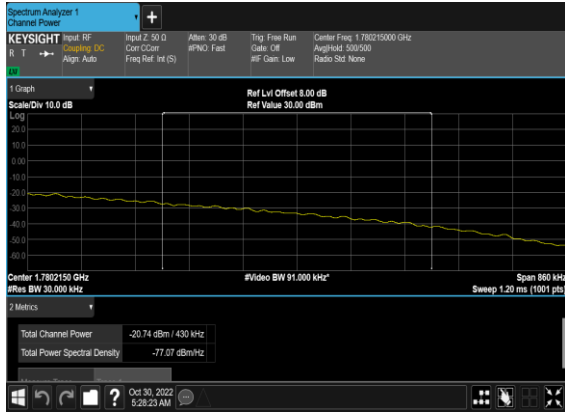 Spectrum Analyzer 1
Channel Power
+
KEYSIGHT
R T
LXI
Input: RF
Coupling: DC
Align: Auto
Input Z: 50 Ω
Corr CCorr
Freq Ref: Int (S)
Atten: 30 dB
#PNO: Fast
Trig: Free Run
Gate: Off
#IF Gain: Low
Center Freq: 1.780215000 GHz
Avg|Hold: 500/500
Radio Std: None
1 Graph
Scale/Div 10.0 dB
Ref Lvl Offset 8.00 dB
Ref Value 30.00 dBm
Log
20.0
10.0
0.00
-10.0
-20.0
-30.0
-40.0
-50.0
-60.0
Center 1.7802150 GHz
#Res BW 30.000 kHz
#Video BW 91.000 kHz*
Span 860 kHz
Sweep 1.20 ms (1001 pts)
2 Metrics
Total Channel Power -20.74 dBm / 430 kHz
Total Power Spectral Density -77.07 dBm/Hz
?
Oct 30, 2022
5:28:23 AM